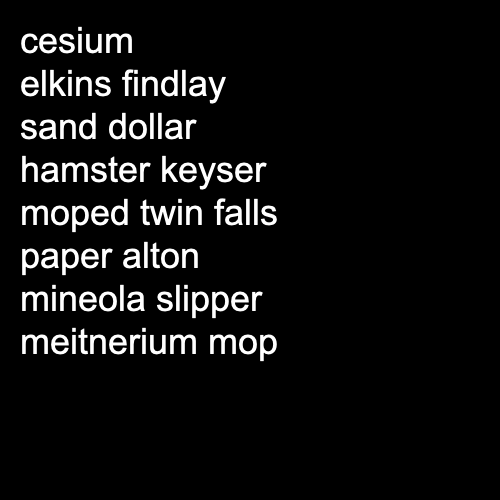 cesium
elkins findlay
sand dollar
hamster keyser
moped twin falls
paper alton
mineola slipper
meitnerium mop